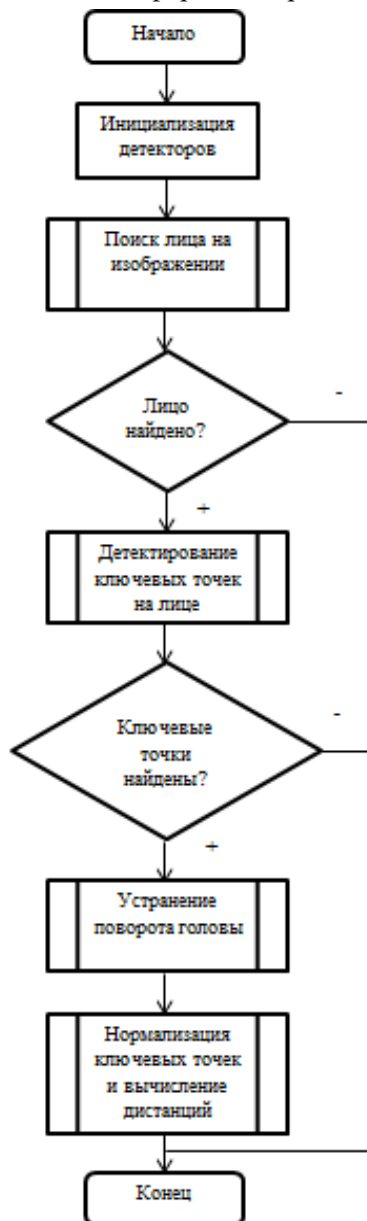 Начало
Инициализация
детекторов
Поиск лица на
изображении
Лицо
найдено?
-
+
Детектирование
ключевых точек
на лице
Ключевые
точки
найдены?
-
+
Устранение
поворота головы
Нормализация
ключевых точек
и вычисление
дистанций
Конец